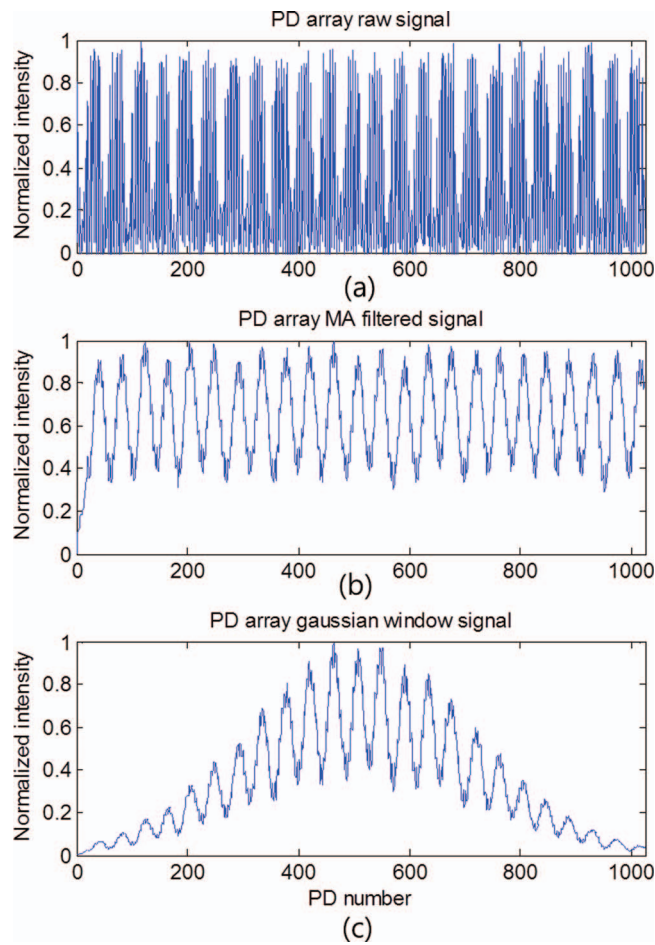 PD array raw signal
Normalized intensity
1
0.8
0.6
0.4
0.2
0
0 200 400 600 800 1000
(a)
PD array MA filtered signal
Normalized intensity
1
0.8
0.6
0.4
0.2
0
0 200 400 600 800 1000
(b)
PD array gaussian window signal
Normalized intensity
1
0.8
0.6
0.4
0.2
0
0 200 400 600 800 1000
PD number
(c)